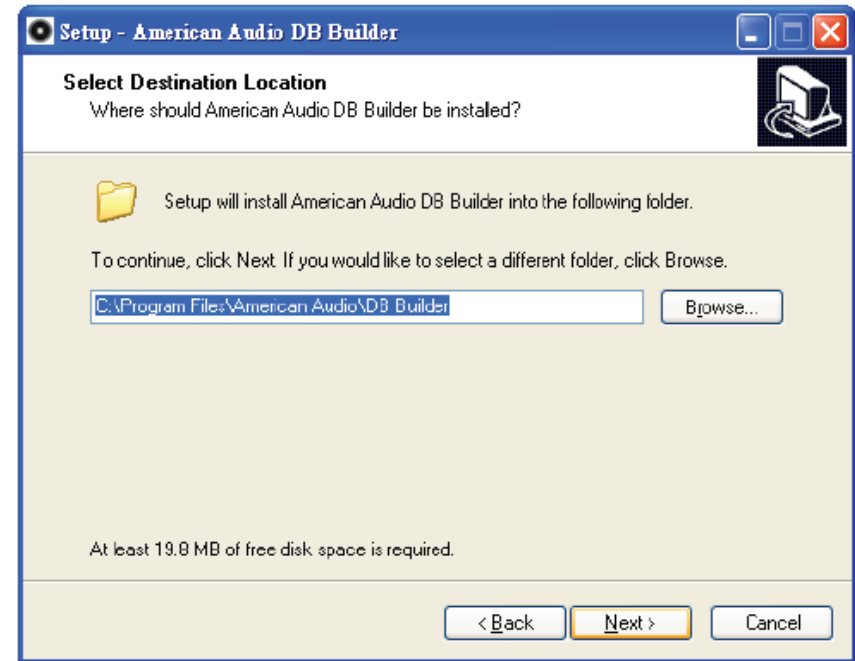 Setup - American Audio DB Builder
Select Destination Location
Where should American Audio DB Builder be installed?
Setup will install American Audio DB Builder into the following folder.
To continue, click Next. If you would like to select a different folder, click Browse.
C:\Program Files\American Audio\DB Builder
Browse...
At least 19.8 MB of free disk space is required.
< Back
Next >
Cancel